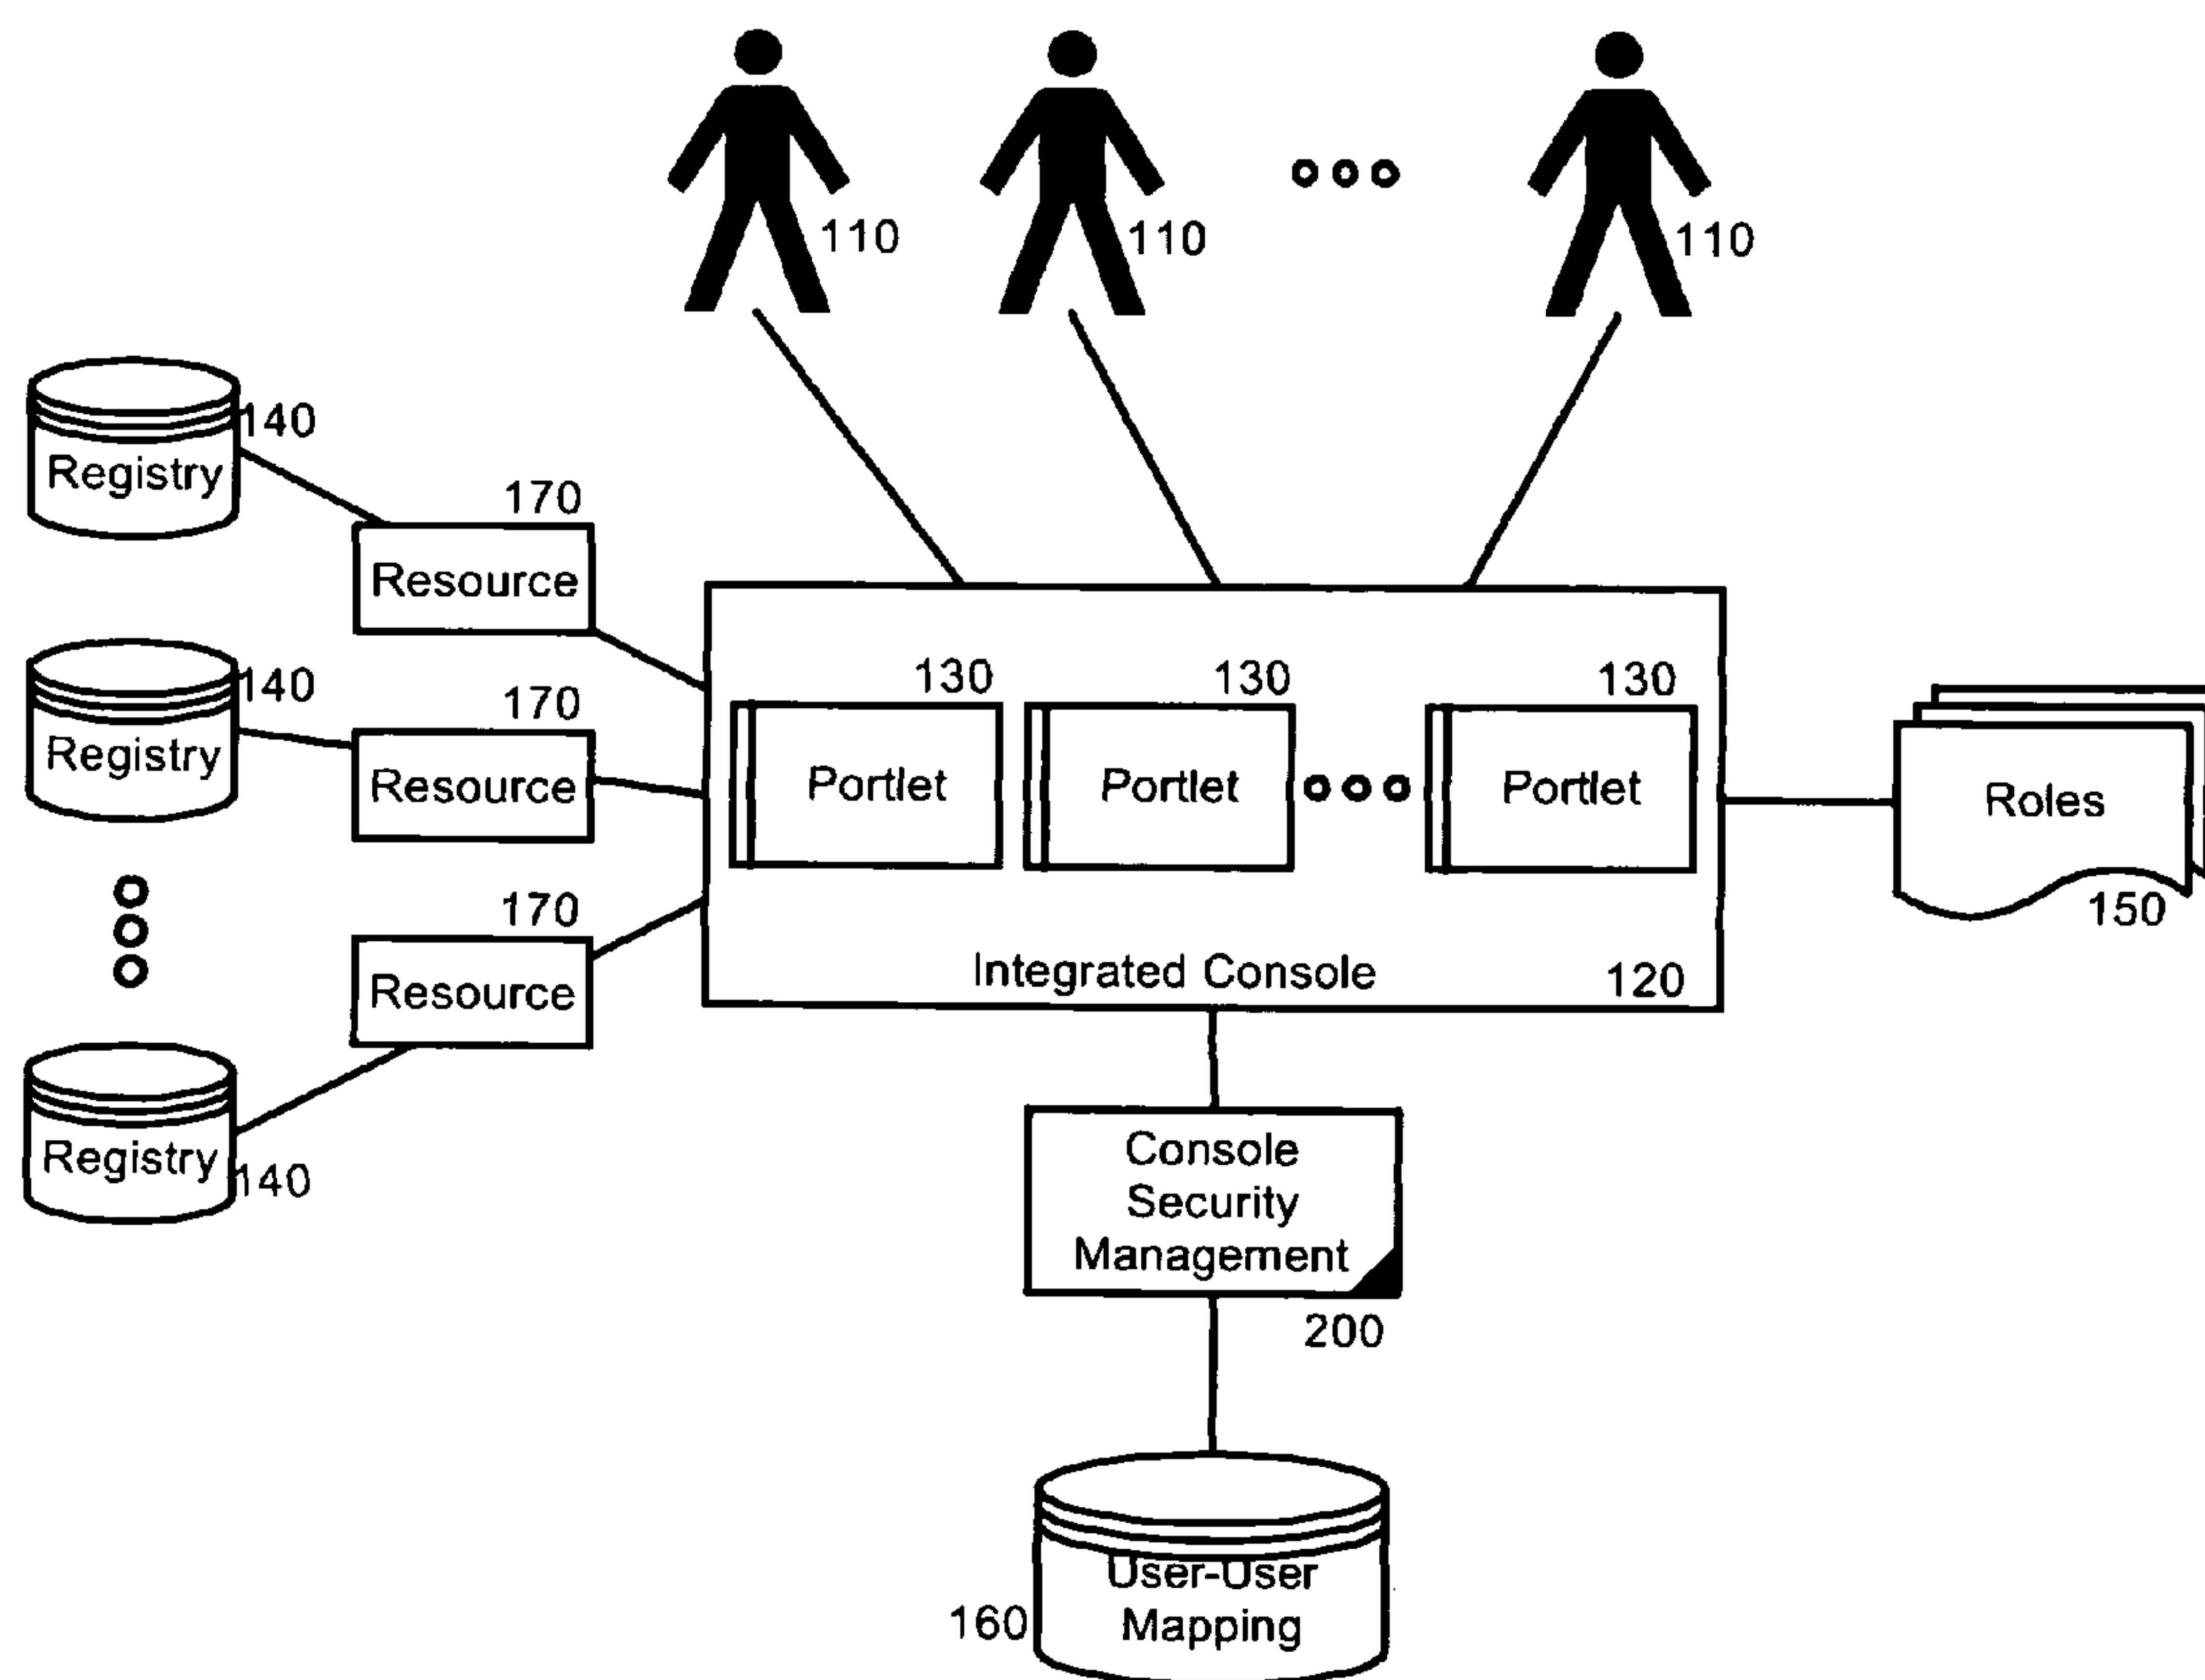 110
110
110
140
Registry
170
Resource
140
Registry
170
Resource
170
Resource
Registry
140
130
130
130
Portlet
Portlet
Portlet
Integrated Console
120
Roles
150
Console
Security
Management
200
User-User
Mapping
160